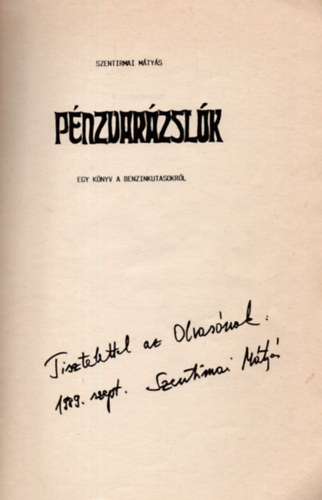 SZENTIRMAI MÁTYÁS
PÉNZVARÁZSLÓK
EGY KÖNYV A BENZINKUTASOKRÓL
Tisztelettel az Olvasónak:
1989. szept. Szentirmai Mátyás